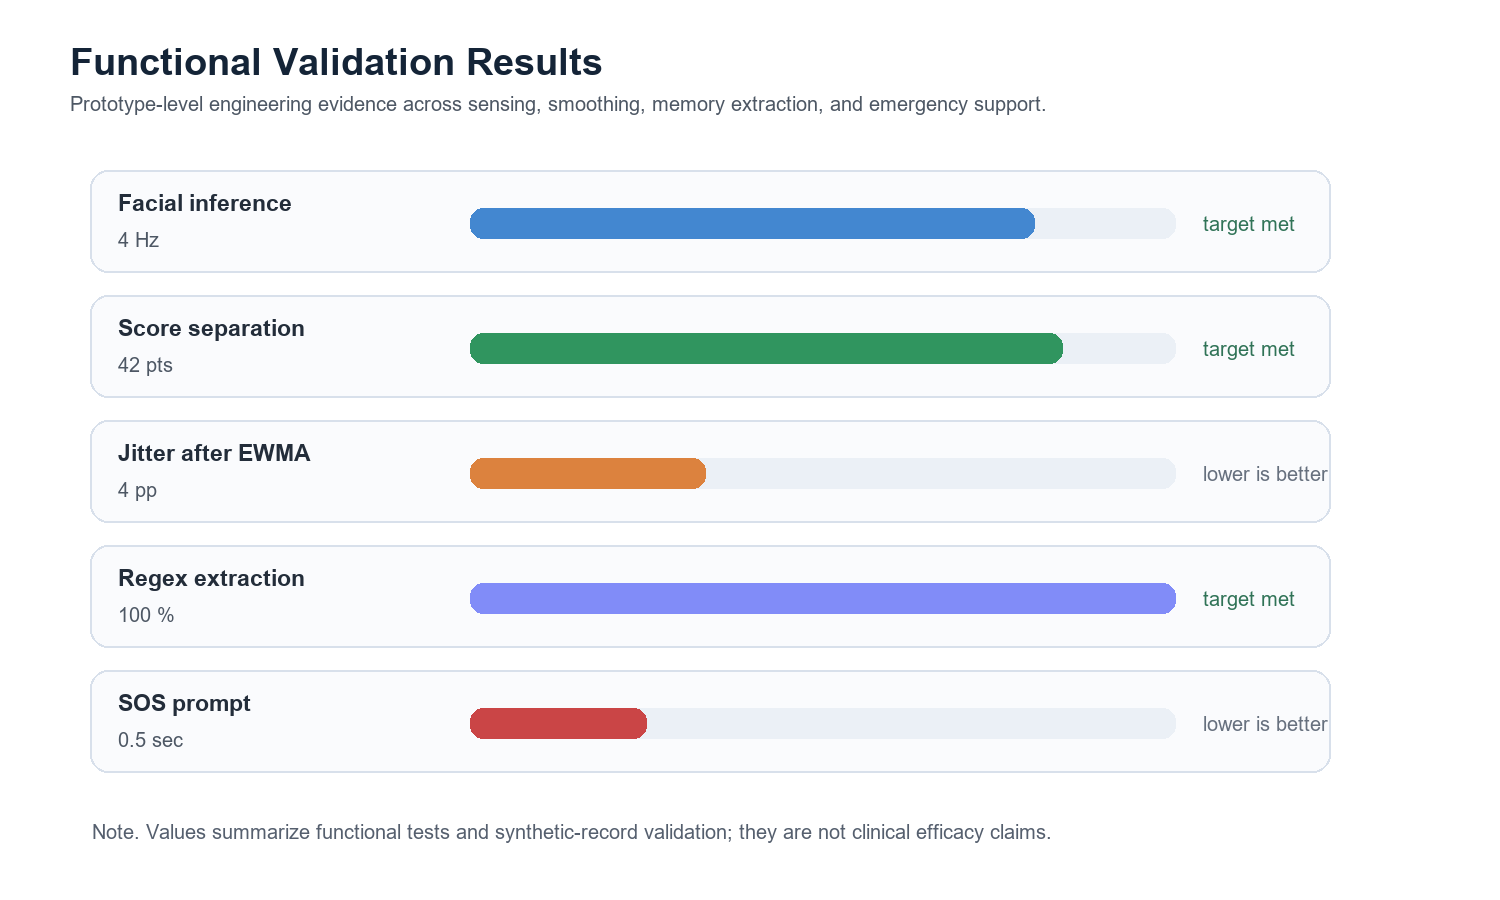 Functional Validation Results
Prototype-level engineering evidence across sensing, smoothing, memory extraction, and emergency support.
Facial inference
4 Hz
target met
Score separation
42 pts
target met
Jitter after EWMA
4 pp
lower is better
Regex extraction
100 %
target met
SOS prompt
0.5 sec
lower is better
Note. Values summarize functional tests and synthetic-record validation; they are not clinical efficacy claims.